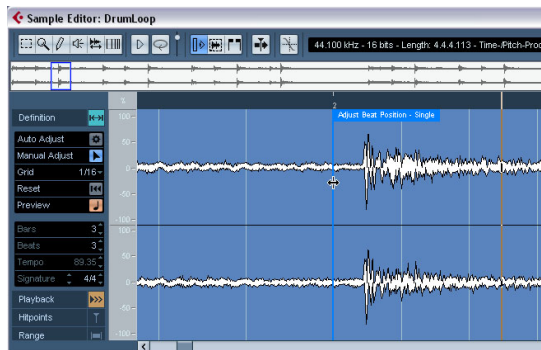 Sample Editor: DrumLoop
44.100 kHz - 16 bits - Length: 4.4.4.113 - Time-/Pitch-Proc
%
2
Definition
100
Adjust Beat Position - Single
Auto Adjust
Manual Adjust
50
Grid 1/16
0
Reset
Preview
-50
-100
Bars 3
100
Beats 3
50
Tempo 89.35
Signature 4/4
0
Playback
-50
Hitpoints
Range
-100